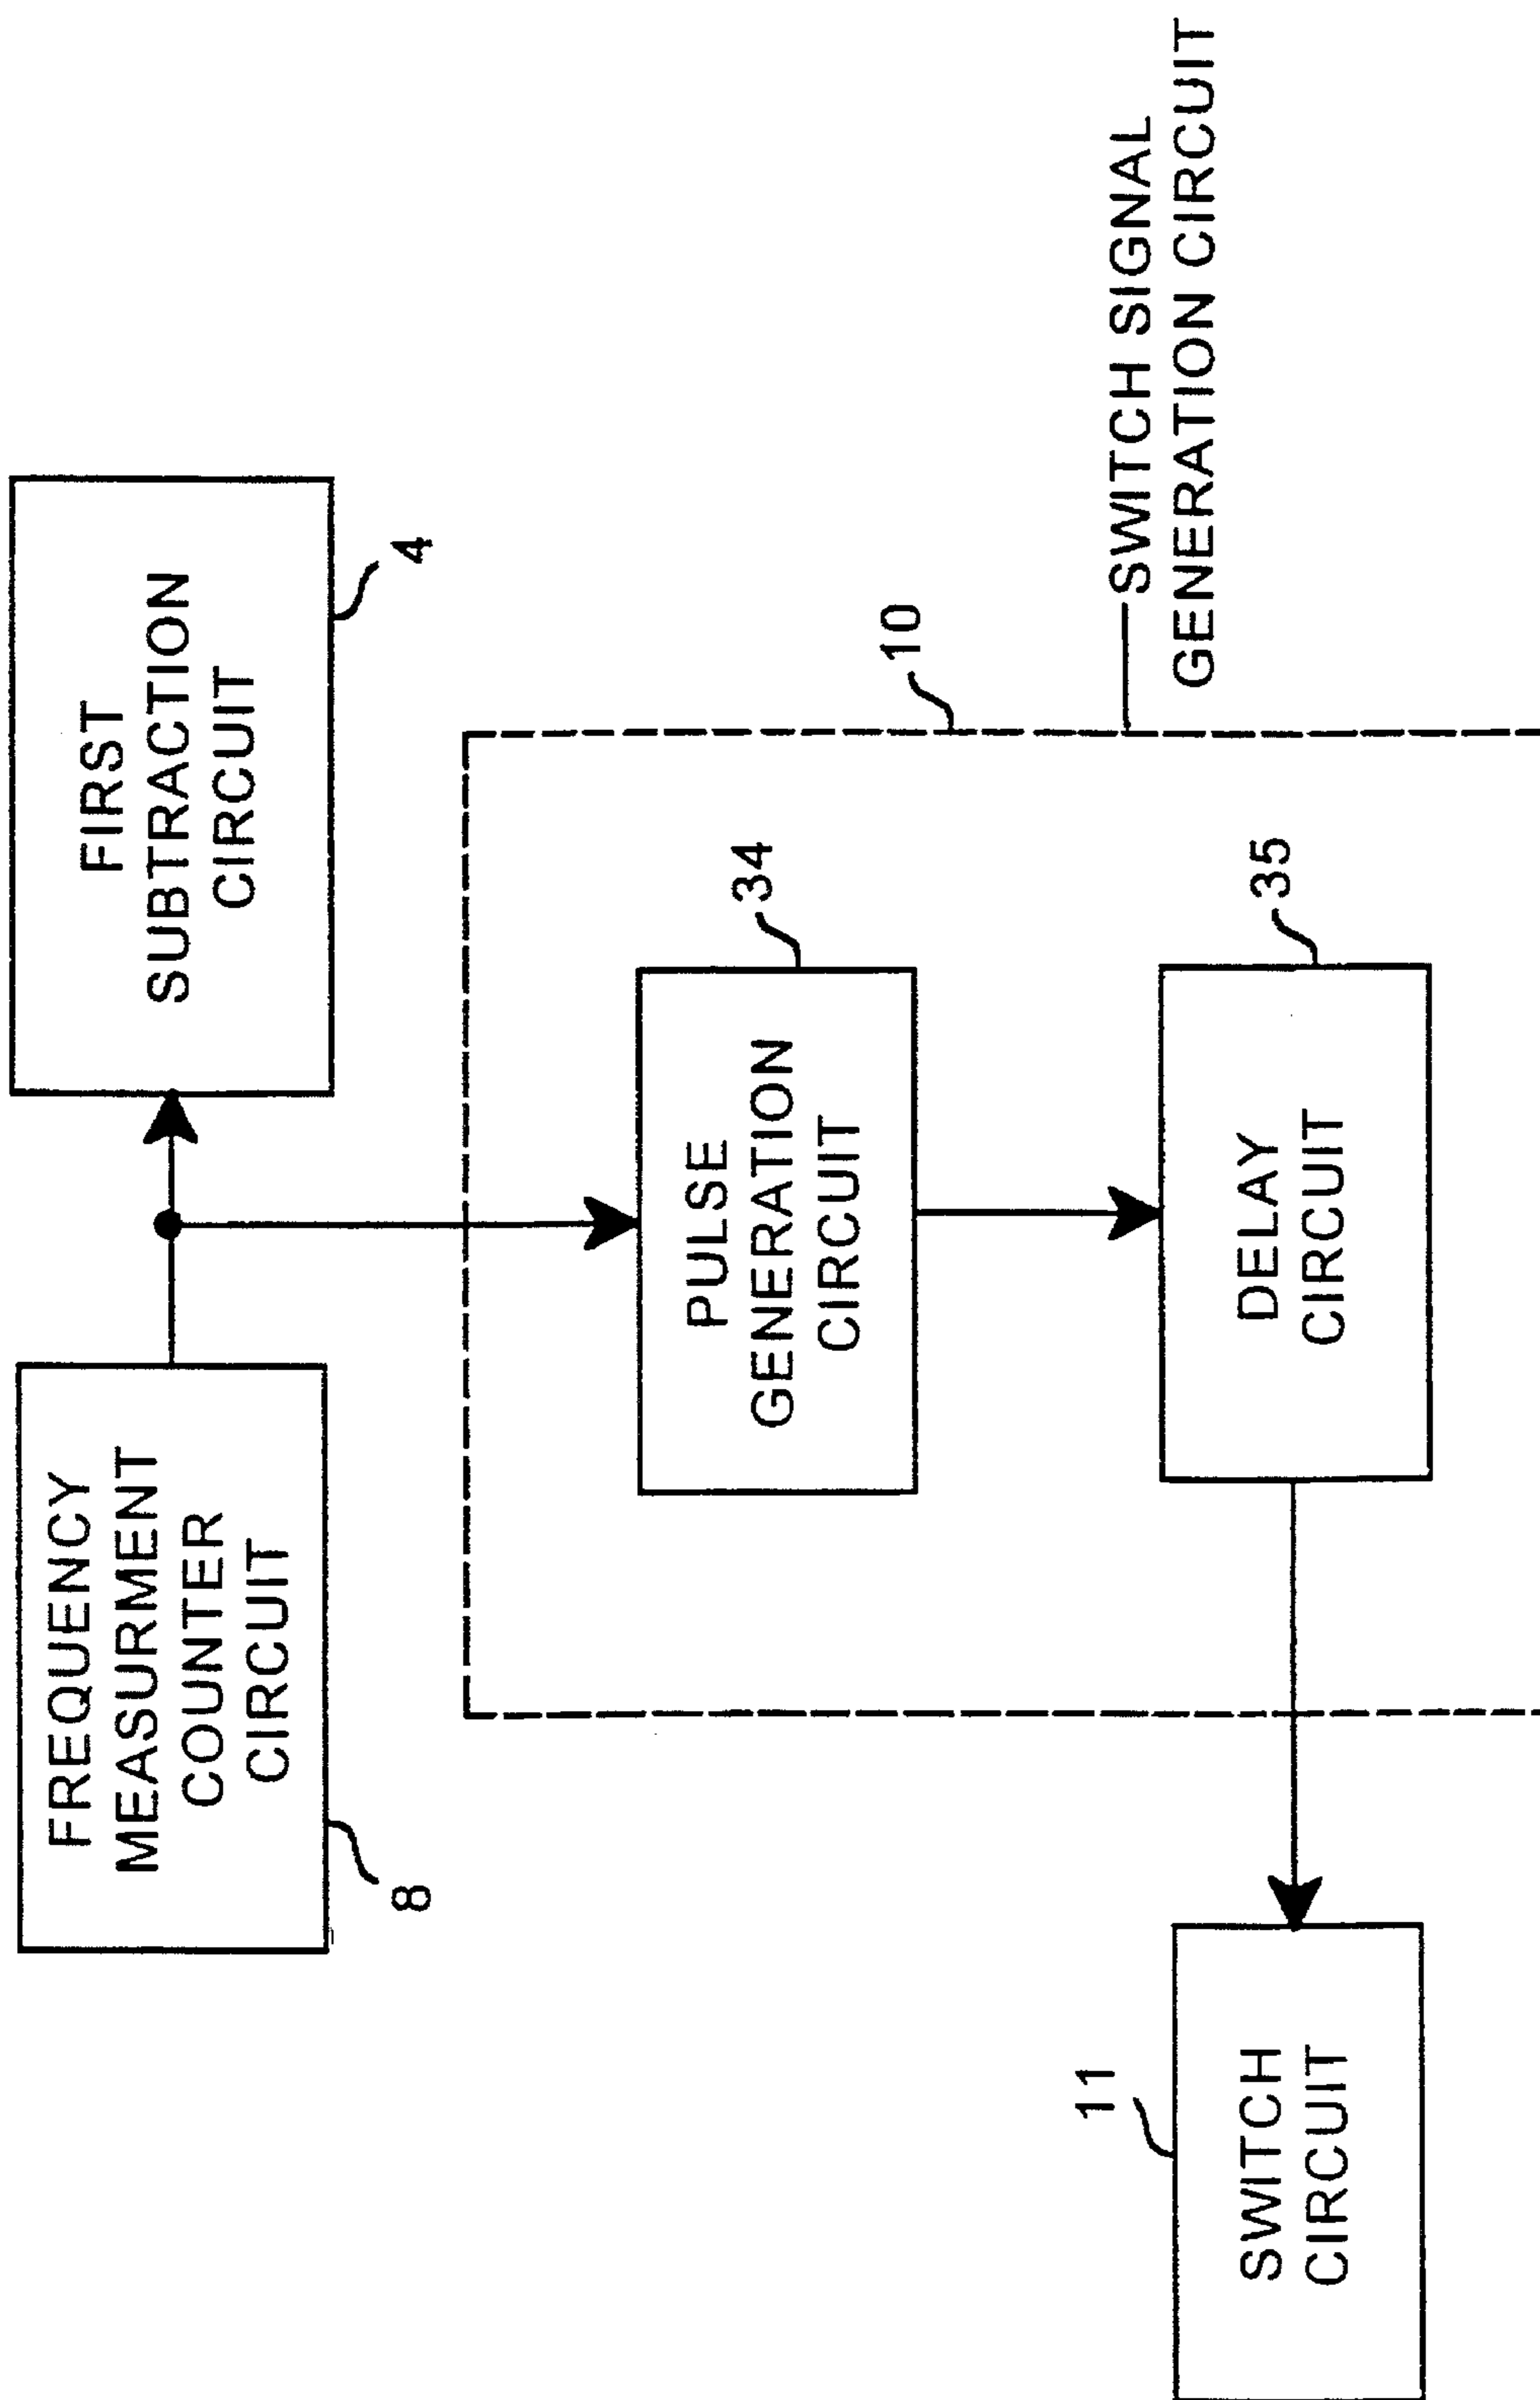 FREQUENCY
MEASURMENT
COUNTER
CIRCUIT
8
FIRST
SUBTRACTION
CIRCUIT
4
10
PULSE
GENERATION
CIRCUIT
34
SWITCH SIGNAL
GENERATION CIRCUIT
11
SWITCH
CIRCUIT
DELAY
CIRCUIT
35